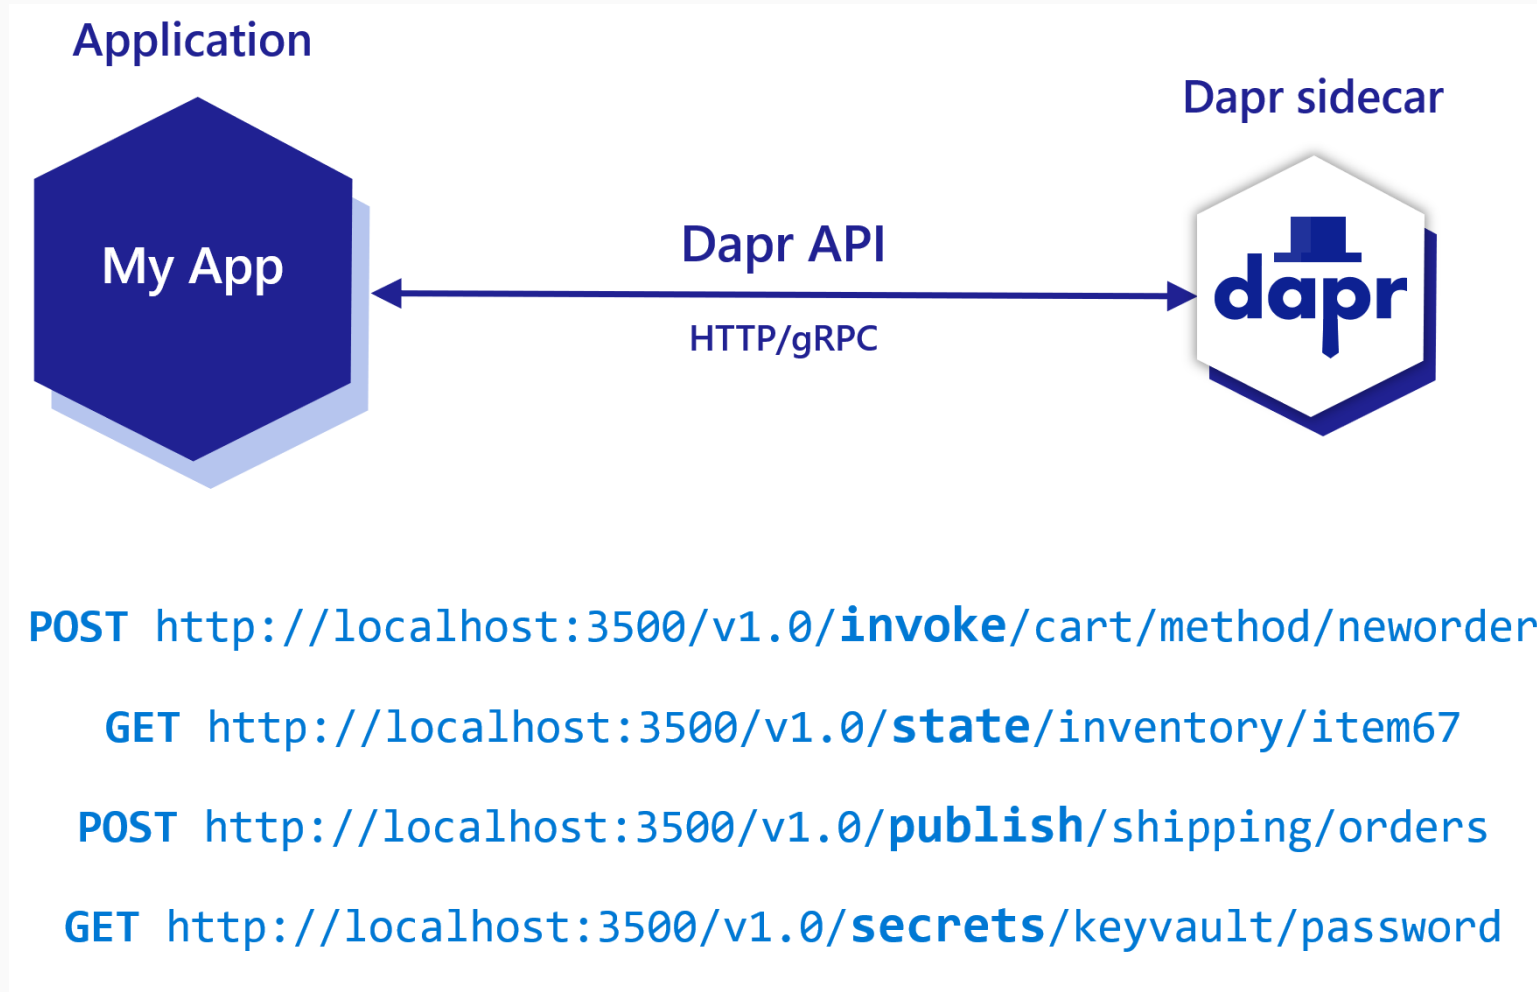 Application
Dapr sidecar
My App
Dapr API
HTTP/gRPC
dapr
POST http://localhost:3500/v1.0/invoke/cart/method/neworder
GET http://localhost:3500/v1.0/state/inventory/item67
POST http://localhost:3500/v1.0/publish/shipping/orders
GET http://localhost:3500/v1.0/secrets/keyvault/password